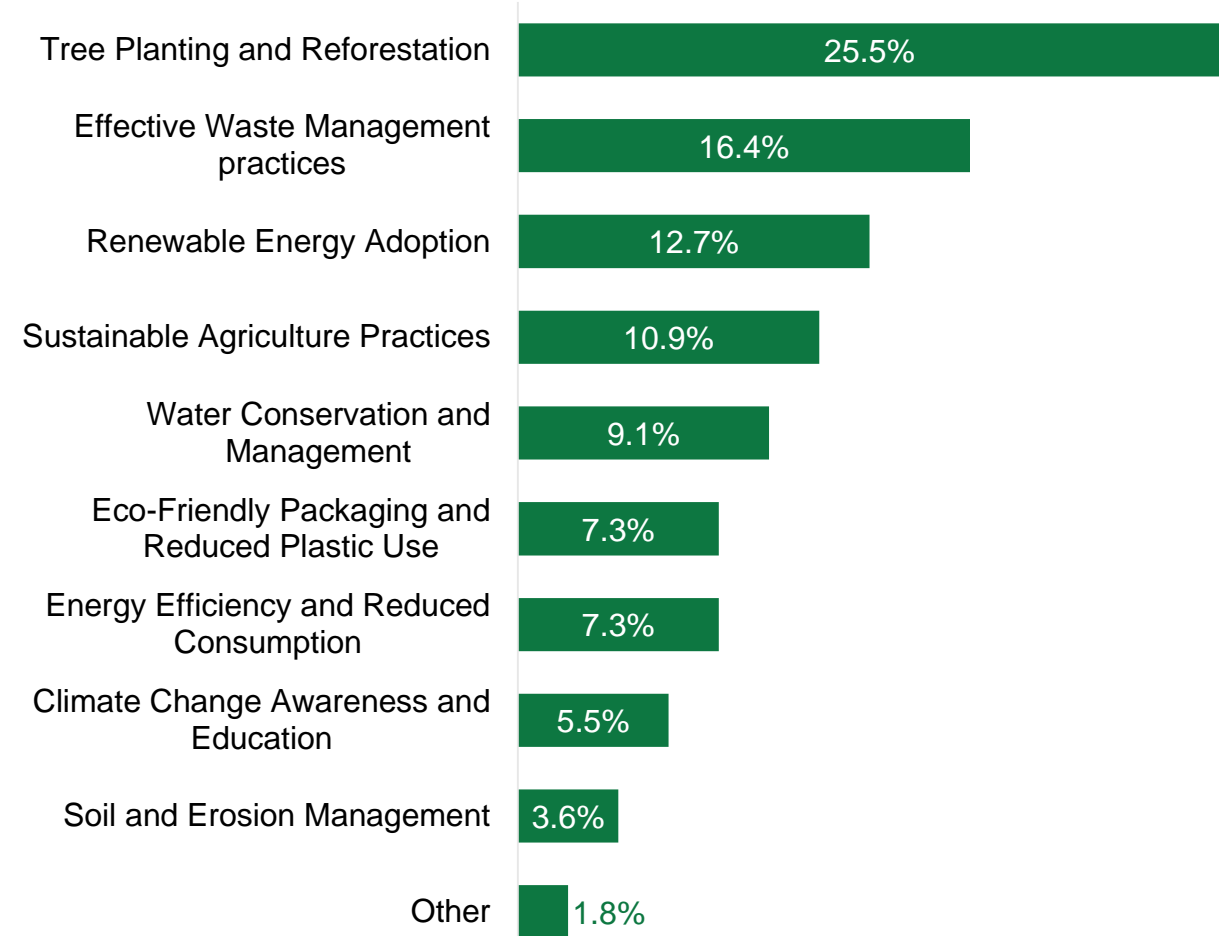 Tree Planting and Reforestation
25.5%
Effective Waste Management
practices
16.4%
Renewable Energy Adoption
12.7%
Sustainable Agriculture Practices
10.9%
Water Conservation and
Management
9.1%
Eco-Friendly Packaging and
Reduced Plastic Use
7.3%
Energy Efficiency and Reduced
Consumption
7.3%
Climate Change Awareness and
Education
5.5%
Soil and Erosion Management
3.6%
Other
1.8%